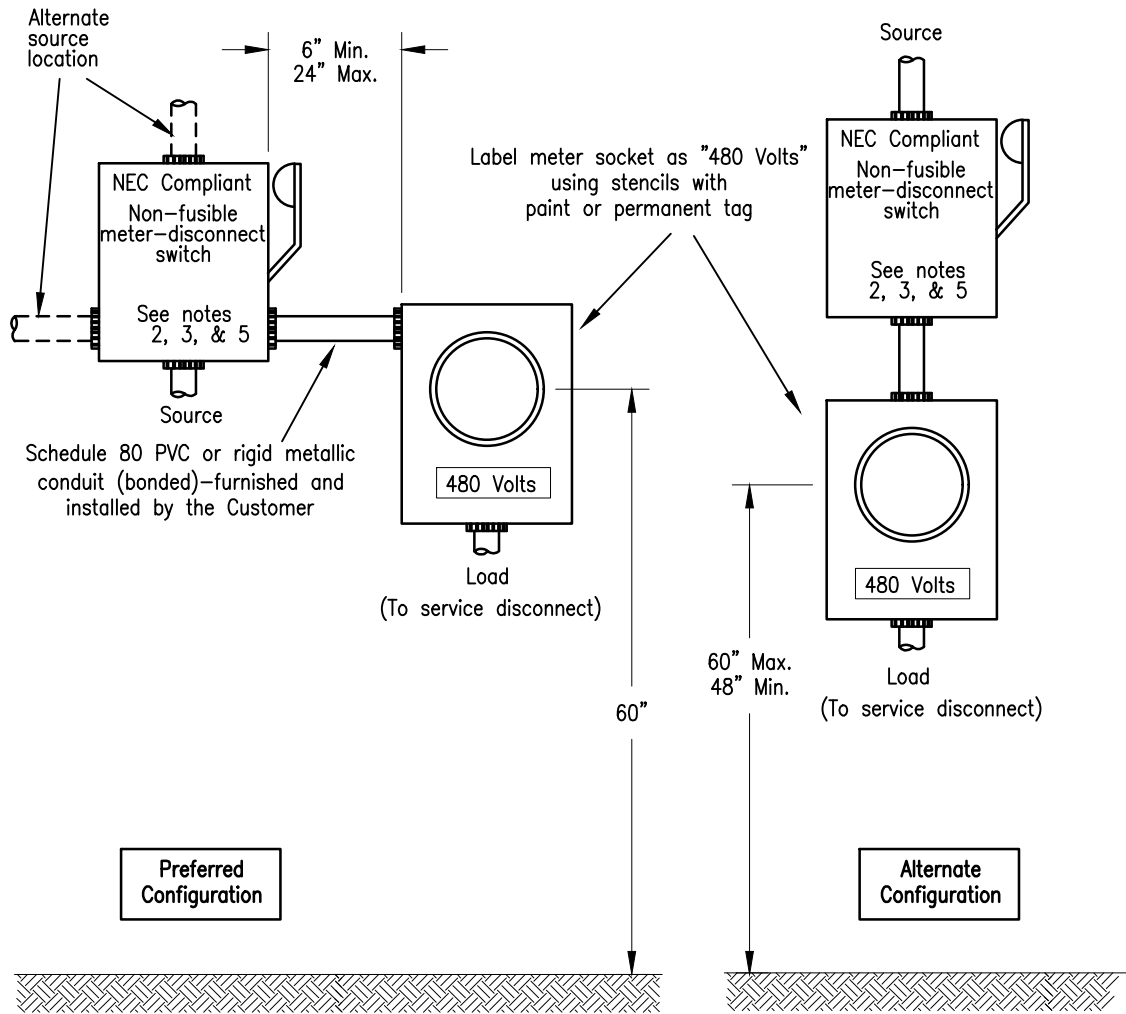 Alternate
source
location
6" Min.
24" Max.
NEC Compliant
Non-fusible
meter-disconnect
switch
See notes
2, 3, & 5
Source
Schedule 80 PVC or rigid metallic
conduit (bonded)-furnished and
installed by the Customer
480 Volts
Load
(To service disconnect)
60"
Preferred
Configuration
Label meter socket as "480 Volts"
using stencils with
paint or permanent tag
Source
NEC Compliant
Non-fusible
meter-disconnect
switch
See notes
2, 3, & 5
480 Volts
Load
(To service disconnect)
60" Max.
48" Min.
Alternate
Configuration